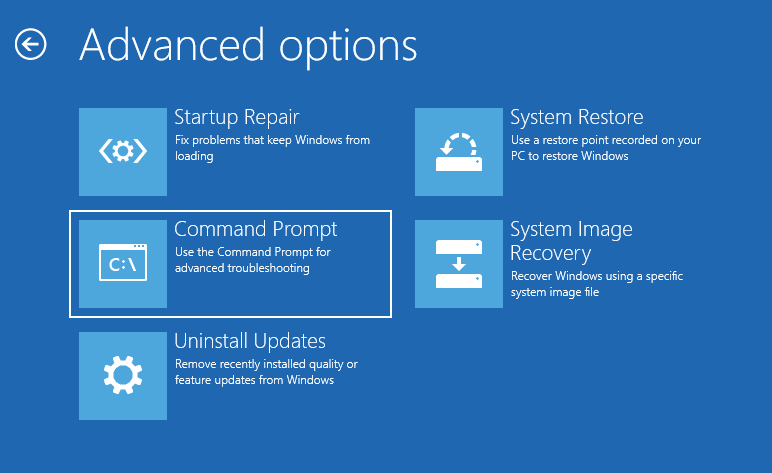 Advanced options
Startup Repair
Fix problems that keep Windows from
loading
System Restore
Use a restore point recorded on your
PC to restore Windows
C:\
Command Prompt
Use the Command Prompt for
advanced troubleshooting
System Image
Recovery
Recover Windows using a specific
system image file
Uninstall Updates
Remove recently installed quality or
feature updates from Windows